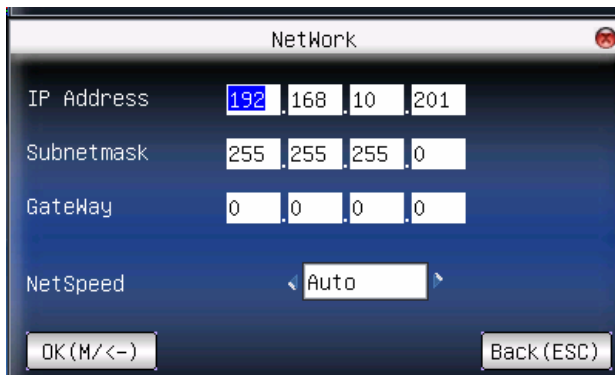 NetWork
IP Address 192.168.10.201
Subnetmask 255.255.255.0
GateWay 0.0.0.0
NetSpeed Auto
OK(M/<-) Back(ESC)